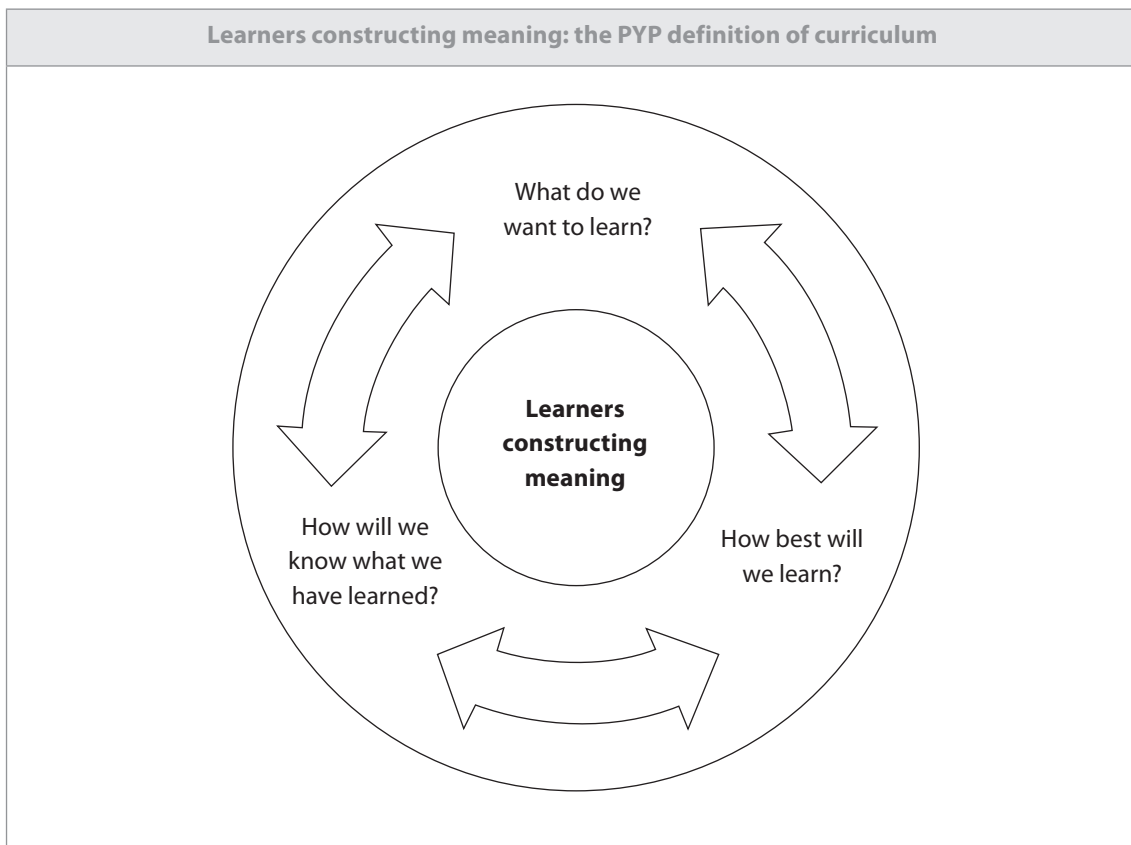 Learners constructing meaning: the PYP definition of curriculum
What do we
want to learn?
Learners
constructing
meaning
How will we
know what we
have learned?
How best will
we learn?